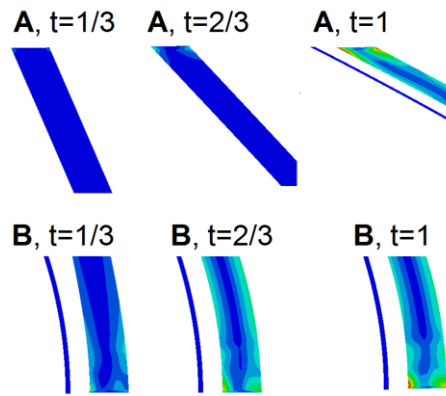 A, t=1/3 A, t=2/3 A, t=1
B, t=1/3 B, t=2/3 B, t=1